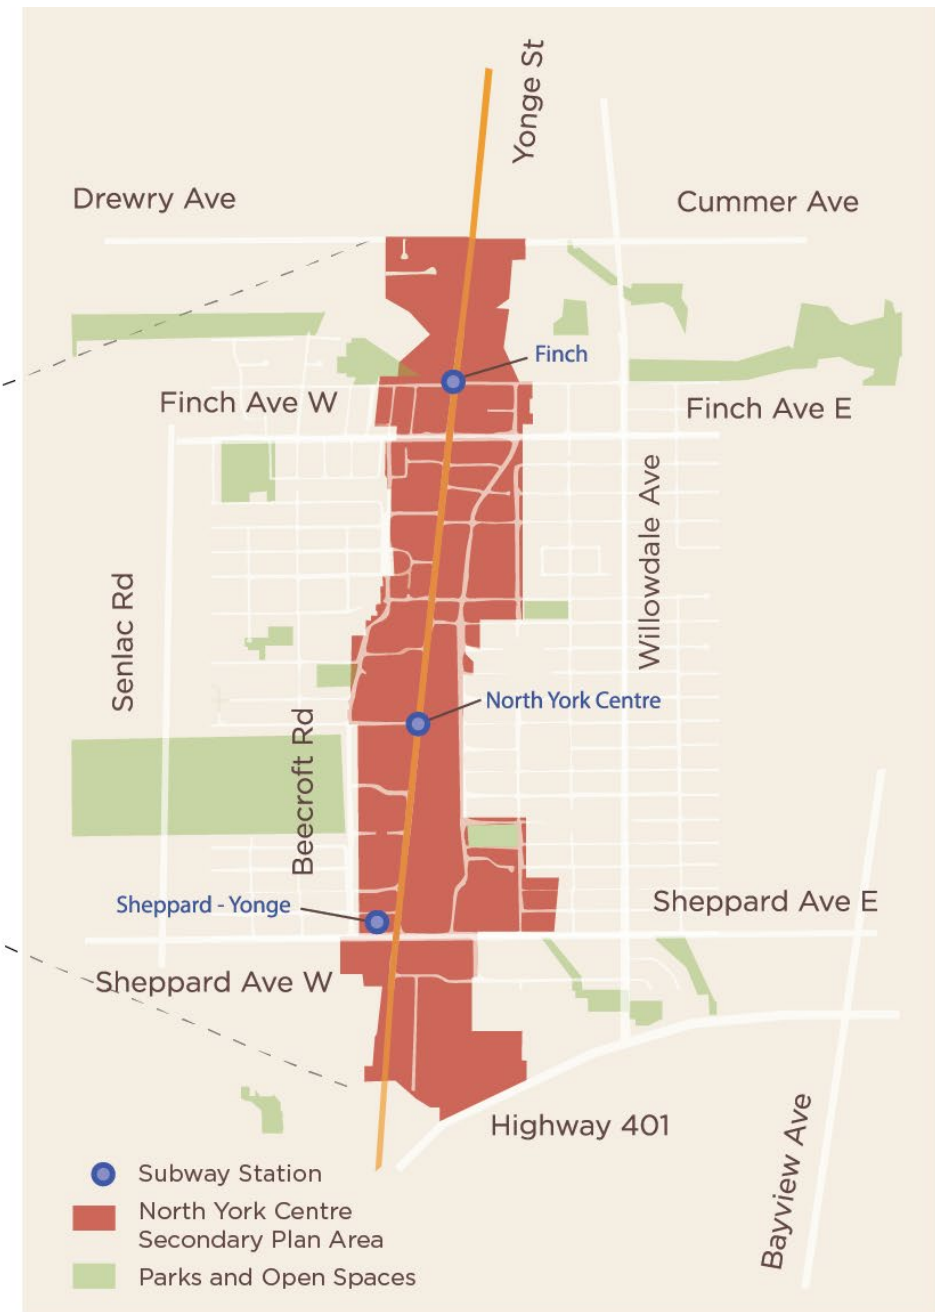 Yonge St
Drewry Ave
Cummer Ave
Finch
Finch Ave W
Finch Ave E
Willowdale Ave
Senlac Rd
North York Centre
Beecroft Rd
Sheppard - Yonge
Sheppard Ave E
Sheppard Ave W
Highway 401
Bayview Ave
Subway Station
North York Centre
Secondary Plan Area
Parks and Open Spaces